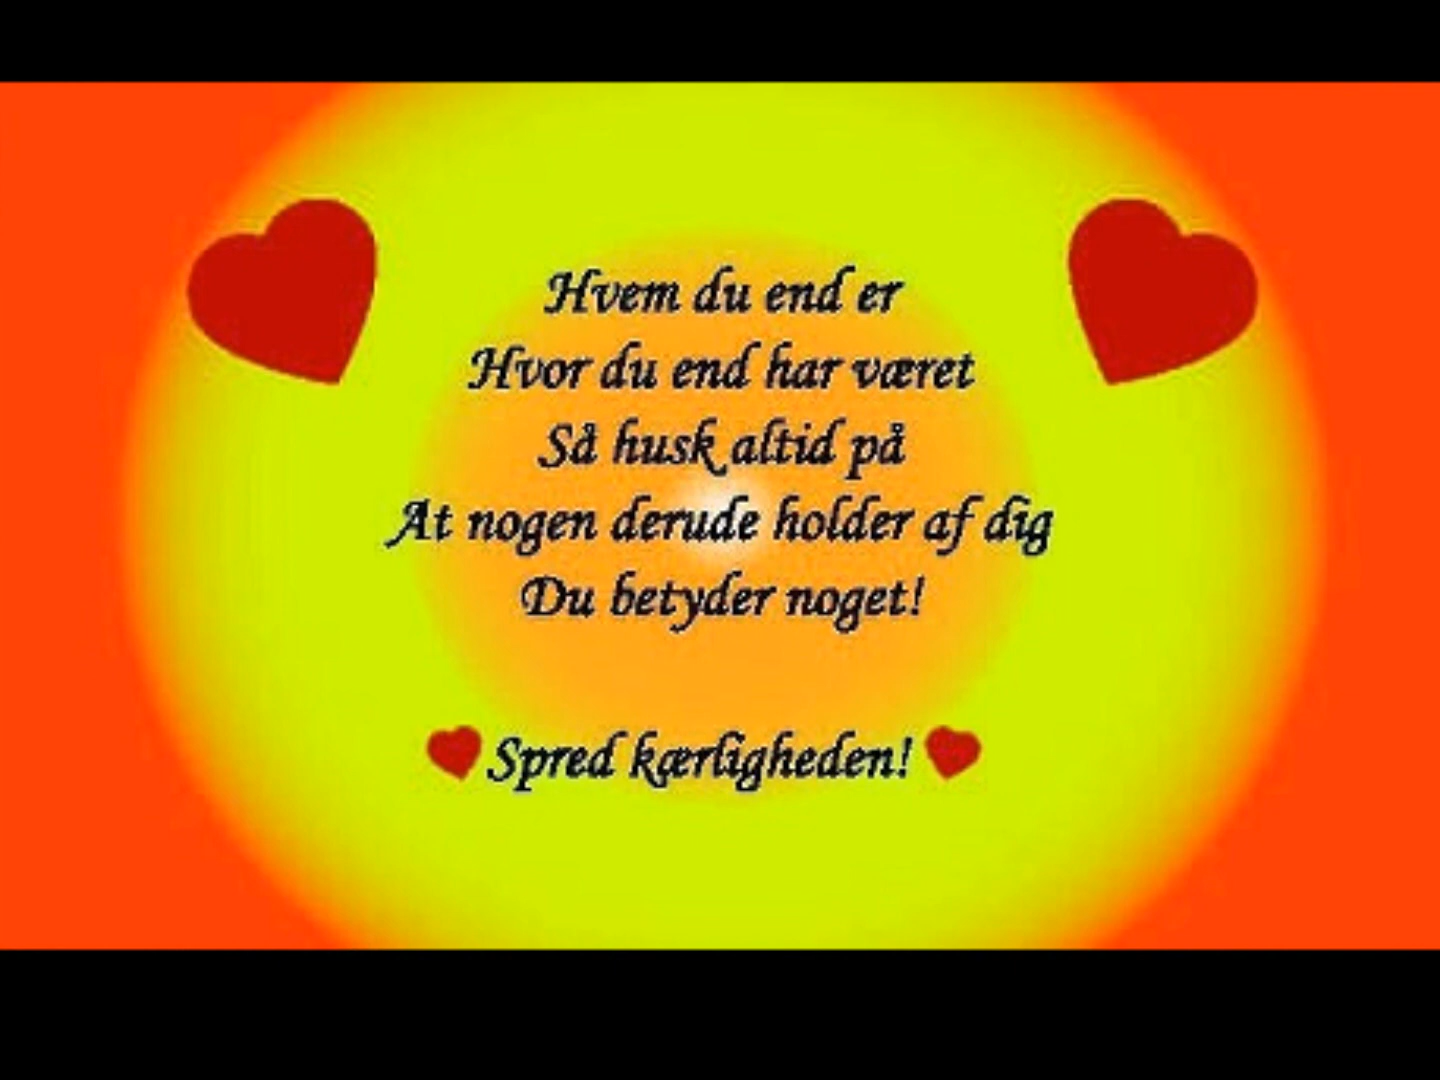 Hvem du end er
Hvor du end har været
Så husk altid på
At nogen derude holder af dig
Du betyder noget!
Spred kærligheden!